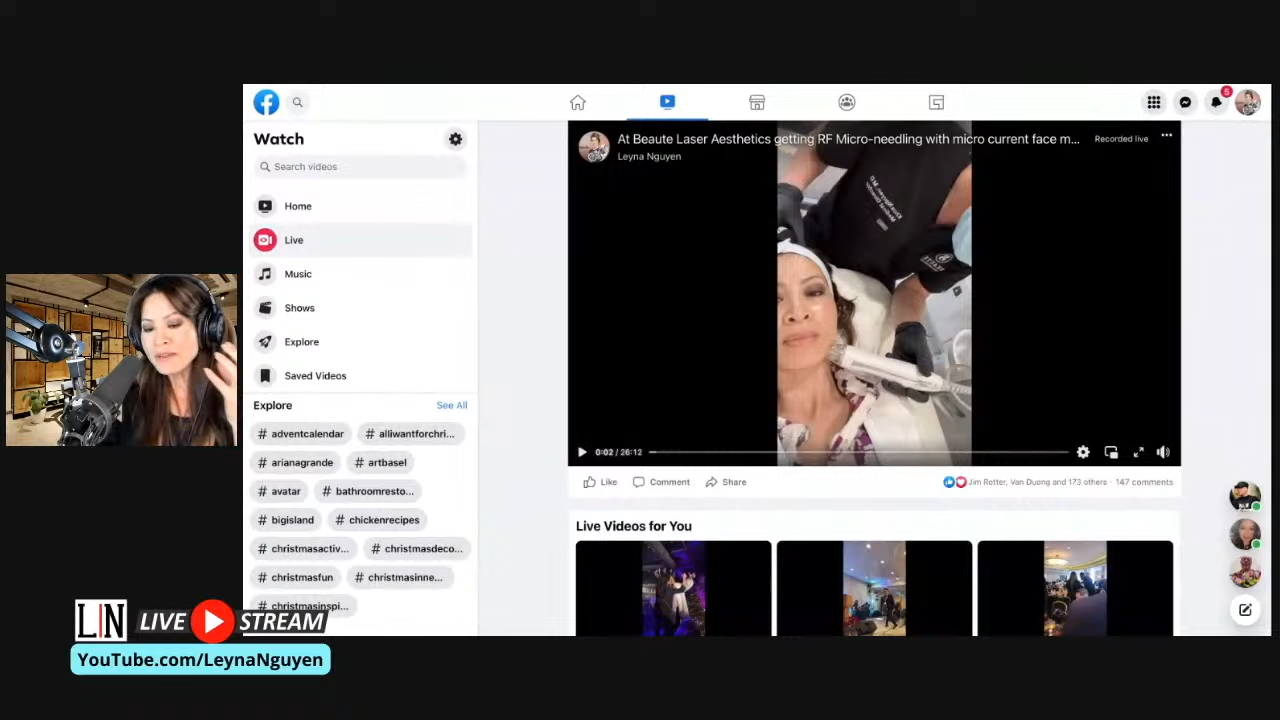 Watch
Search videos
Home
Live
Music
Shows
Explore
Saved Videos
Explore
See All
# adventcalendar
# alliwantforchri...
# arianagrande
# artbasel
# avatar
# bathroomresto...
# bigisland
# chickenrecipes
# christmasactiv...
# christmasdeco...
# christmasfun
# christmasinne...
# christmasinspi...
5
At Beaute Laser Aesthetics getting RF Micro-needling with micro current face m...
Recorded live
Leyna Nguyen
0:02 / 26:12
Like
Comment
Share
Jim Retter, Van Duong and 173 others · 147 comments
Live Videos for You
LIN LIVE STREAM
YouTube.com/LeynaNguyen